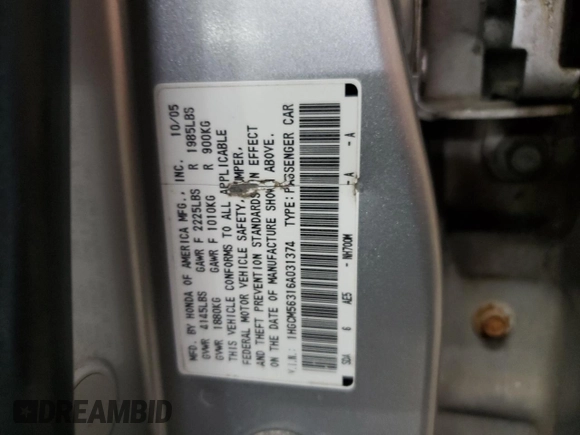 MFD. BY HONDA OF AMERICA MFG., INC. 10/05
GVWR 4145LBS GAWR F 2225LBS R 1985LBS
GVWR 1880KG GAWR F 1010KG R 900KG
THIS VEHICLE CONFORMS TO ALL APPLICABLE
FEDERAL MOTOR VEHICLE SAFETY, BUMPER,
AND THEFT PREVENTION STANDARDS IN EFFECT
ON THE DATE OF MANUFACTURE SHOWN ABOVE.
V.I.N.: 1HGCM56316A031374 TYPE: PASSENGER CAR
SDA 6 AE5 - NH700M - A - A
DREAMBID